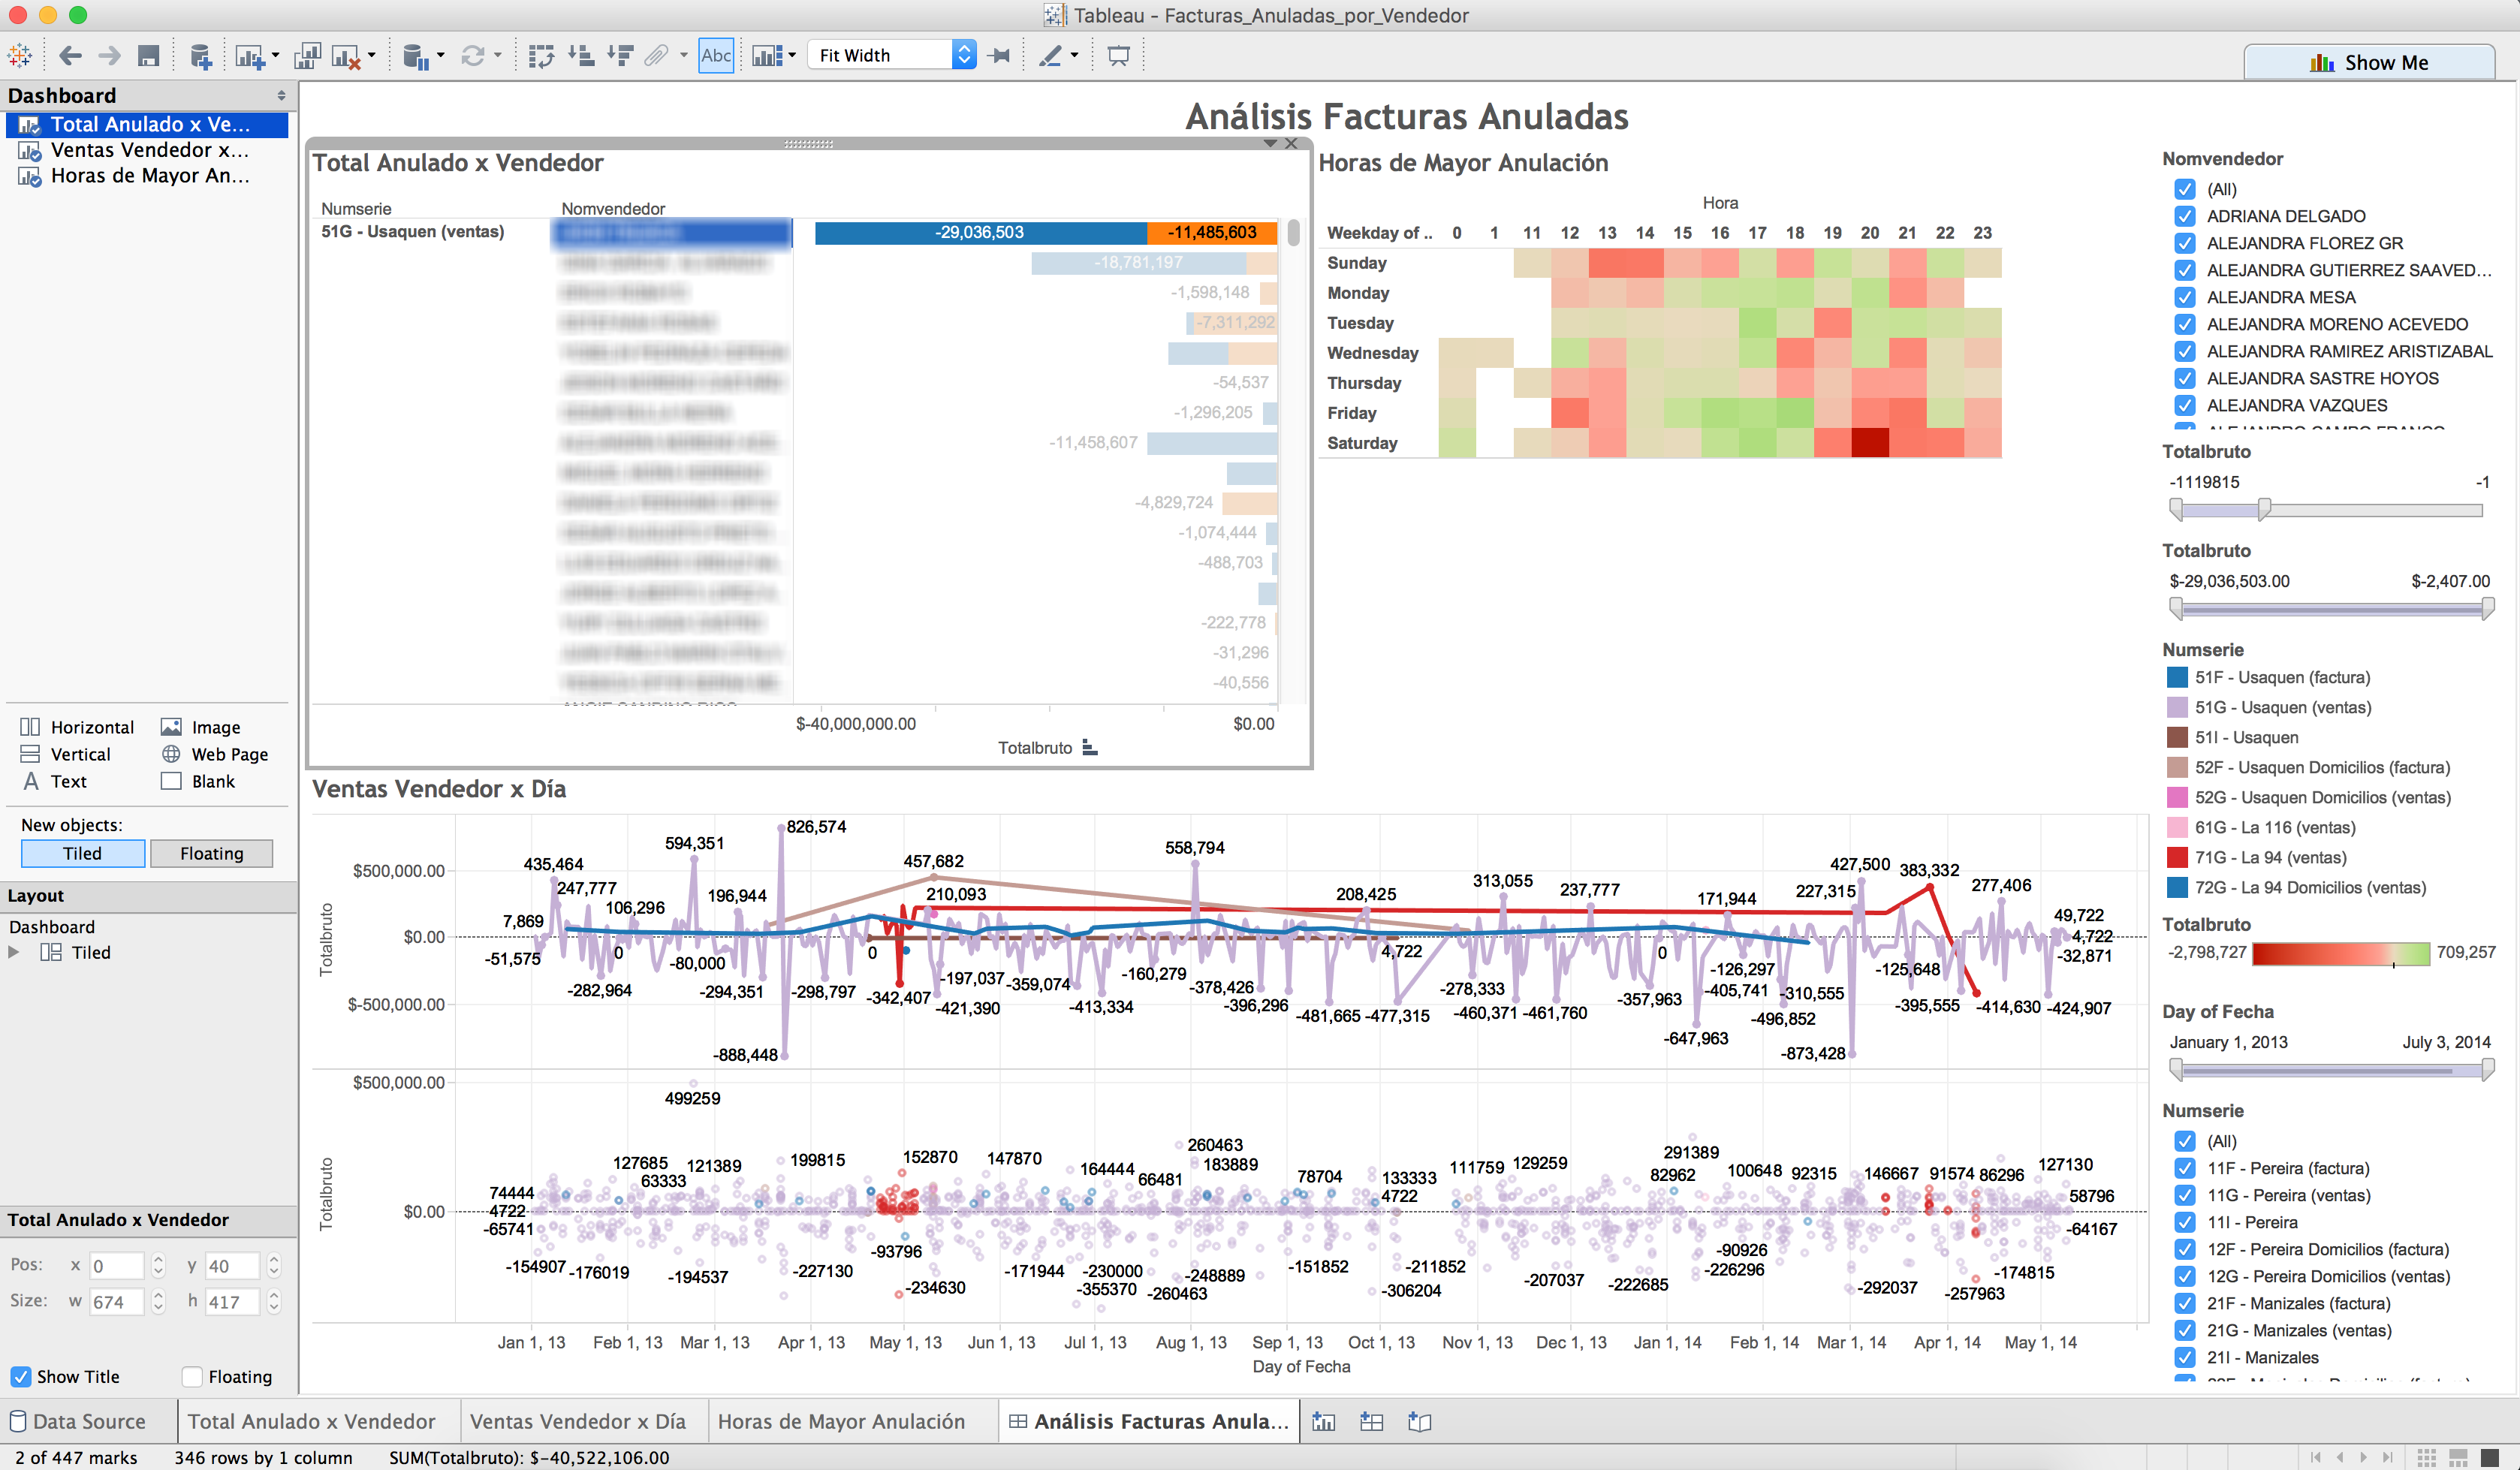 Tableau - Facturas_Anuladas_por_Vendedor
Abc
Fit Width
Show Me
Dashboard
Total Anulado x Ve...
Ventas Vendedor x...
Horas de Mayor An...
Horizontal
Image
Vertical
Web Page
Text
Blank
New objects:
Tiled
Floating
Layout
Dashboard
Tiled
Total Anulado x Vendedor
Pos: x 0 y 40
Size: w 674 h 417
Show Title
Floating
Análisis Facturas Anuladas
Total Anulado x Vendedor
Numserie
Nomvendedor
51G - Usaquen (ventas)
-29,036,503
-11,485,603
-18,781,197
-1,598,148
-7,311,292
-54,537
-1,296,205
-11,458,607
-4,829,724
-1,074,444
-488,703
-222,778
-31,296
-40,556
$-40,000,000.00
$0.00
Totalbruto
Horas de Mayor Anulación
Hora
Weekday of .. 0 1 11 12 13 14 15 16 17 18 19 20 21 22 23
Sunday
Monday
Tuesday
Wednesday
Thursday
Friday
Saturday
Ventas Vendedor x Día
Totalbruto
$500,000.00
$0.00
$-500,000.00
826,574
594,351
558,794
435,464
457,682
427,500
383,332
247,777
196,944
210,093
208,425
313,055
237,777
171,944
227,315
277,406
7,869
106,296
49,722
4,722
-51,575
0
-80,000
0
4,722
0
-32,871
-282,964
-294,351
-298,797
-342,407
-197,037
-421,390
-359,074
-413,334
-160,279
-378,426
-396,296
-481,665
-477,315
-278,333
-460,371
-461,760
-357,963
-126,297
-405,741
-310,555
-496,852
-647,963
-125,648
-395,555
-414,630
-424,907
-888,448
-873,428
Totalbruto
$500,000.00
$0.00
499259
260463
291389
127685
121389
199815
152870
147870
164444
183889
63333
66481
78704
133333
111759
129259
82962
100648
92315
146667
91574
86296
127130
74444
4722
4722
58796
-65741
-64167
-93796
-90926
-154907
-176019
-194537
-227130
-234630
-171944
-230000
-355370
-248889
-260463
-151852
-211852
-306204
-207037
-222685
-226296
-292037
-257963
-174815
Jan 1, 13
Feb 1, 13
Mar 1, 13
Apr 1, 13
May 1, 13
Jun 1, 13
Jul 1, 13
Aug 1, 13
Sep 1, 13
Oct 1, 13
Nov 1, 13
Dec 1, 13
Jan 1, 14
Feb 1, 14
Mar 1, 14
Apr 1, 14
May 1, 14
Day of Fecha
Nomvendedor
(All)
ADRIANA DELGADO
ALEJANDRA FLOREZ GR
ALEJANDRA GUTIERREZ SAAVED...
ALEJANDRA MESA
ALEJANDRA MORENO ACEVEDO
ALEJANDRA RAMIREZ ARISTIZABAL
ALEJANDRA SASTRE HOYOS
ALEJANDRA VAZQUES
Totalbruto
-1119815
-1
Totalbruto
$-29,036,503.00
$-2,407.00
Numserie
51F - Usaquen (factura)
51G - Usaquen (ventas)
51I - Usaquen
52F - Usaquen Domicilios (factura)
52G - Usaquen Domicilios (ventas)
61G - La 116 (ventas)
71G - La 94 (ventas)
72G - La 94 Domicilios (ventas)
Totalbruto
-2,798,727
709,257
Day of Fecha
January 1, 2013
July 3, 2014
Numserie
(All)
11F - Pereira (factura)
11G - Pereira (ventas)
11I - Pereira
12F - Pereira Domicilios (factura)
12G - Pereira Domicilios (ventas)
21F - Manizales (factura)
21G - Manizales (ventas)
21I - Manizales
Data Source
Total Anulado x Vendedor
Ventas Vendedor x Día
Horas de Mayor Anulación
Análisis Facturas Anula...
2 of 447 marks
346 rows by 1 column
SUM(Totalbruto): $-40,522,106.00